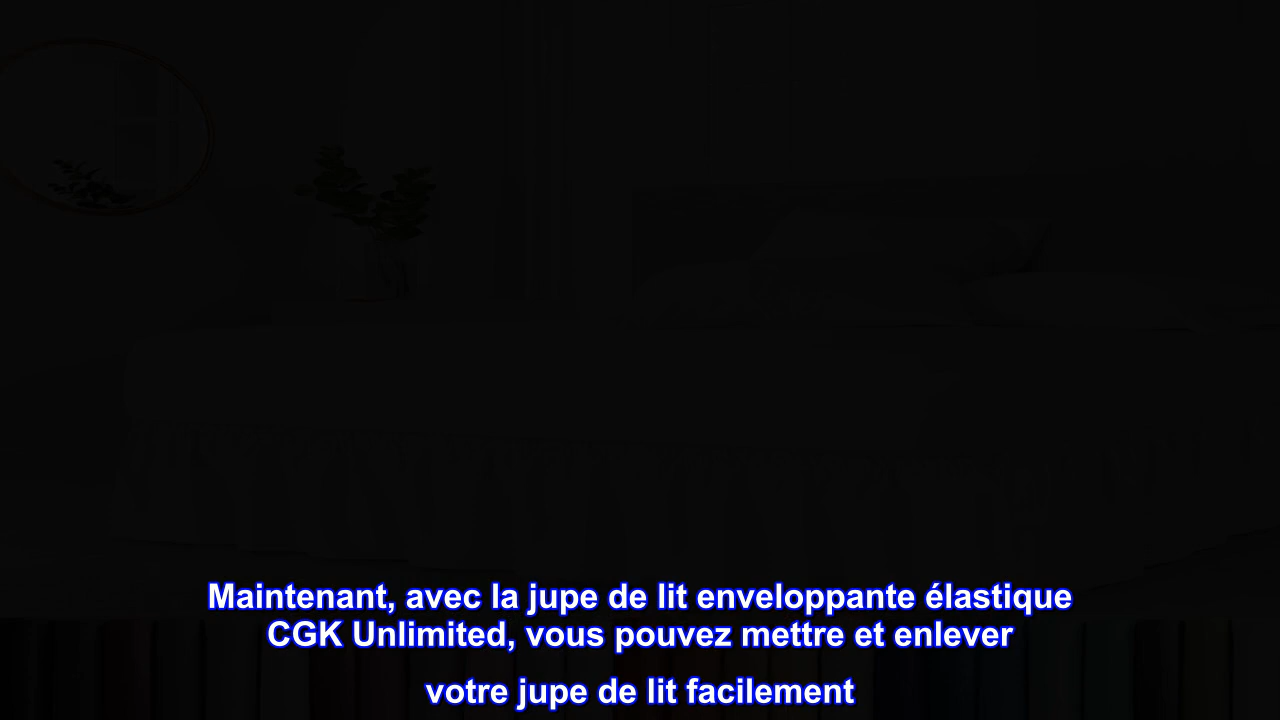 Maintenant, avec la jupe de lit enveloppante élastique
CGK Unlimited, vous pouvez mettre et enlever
votre jupe de lit facilement